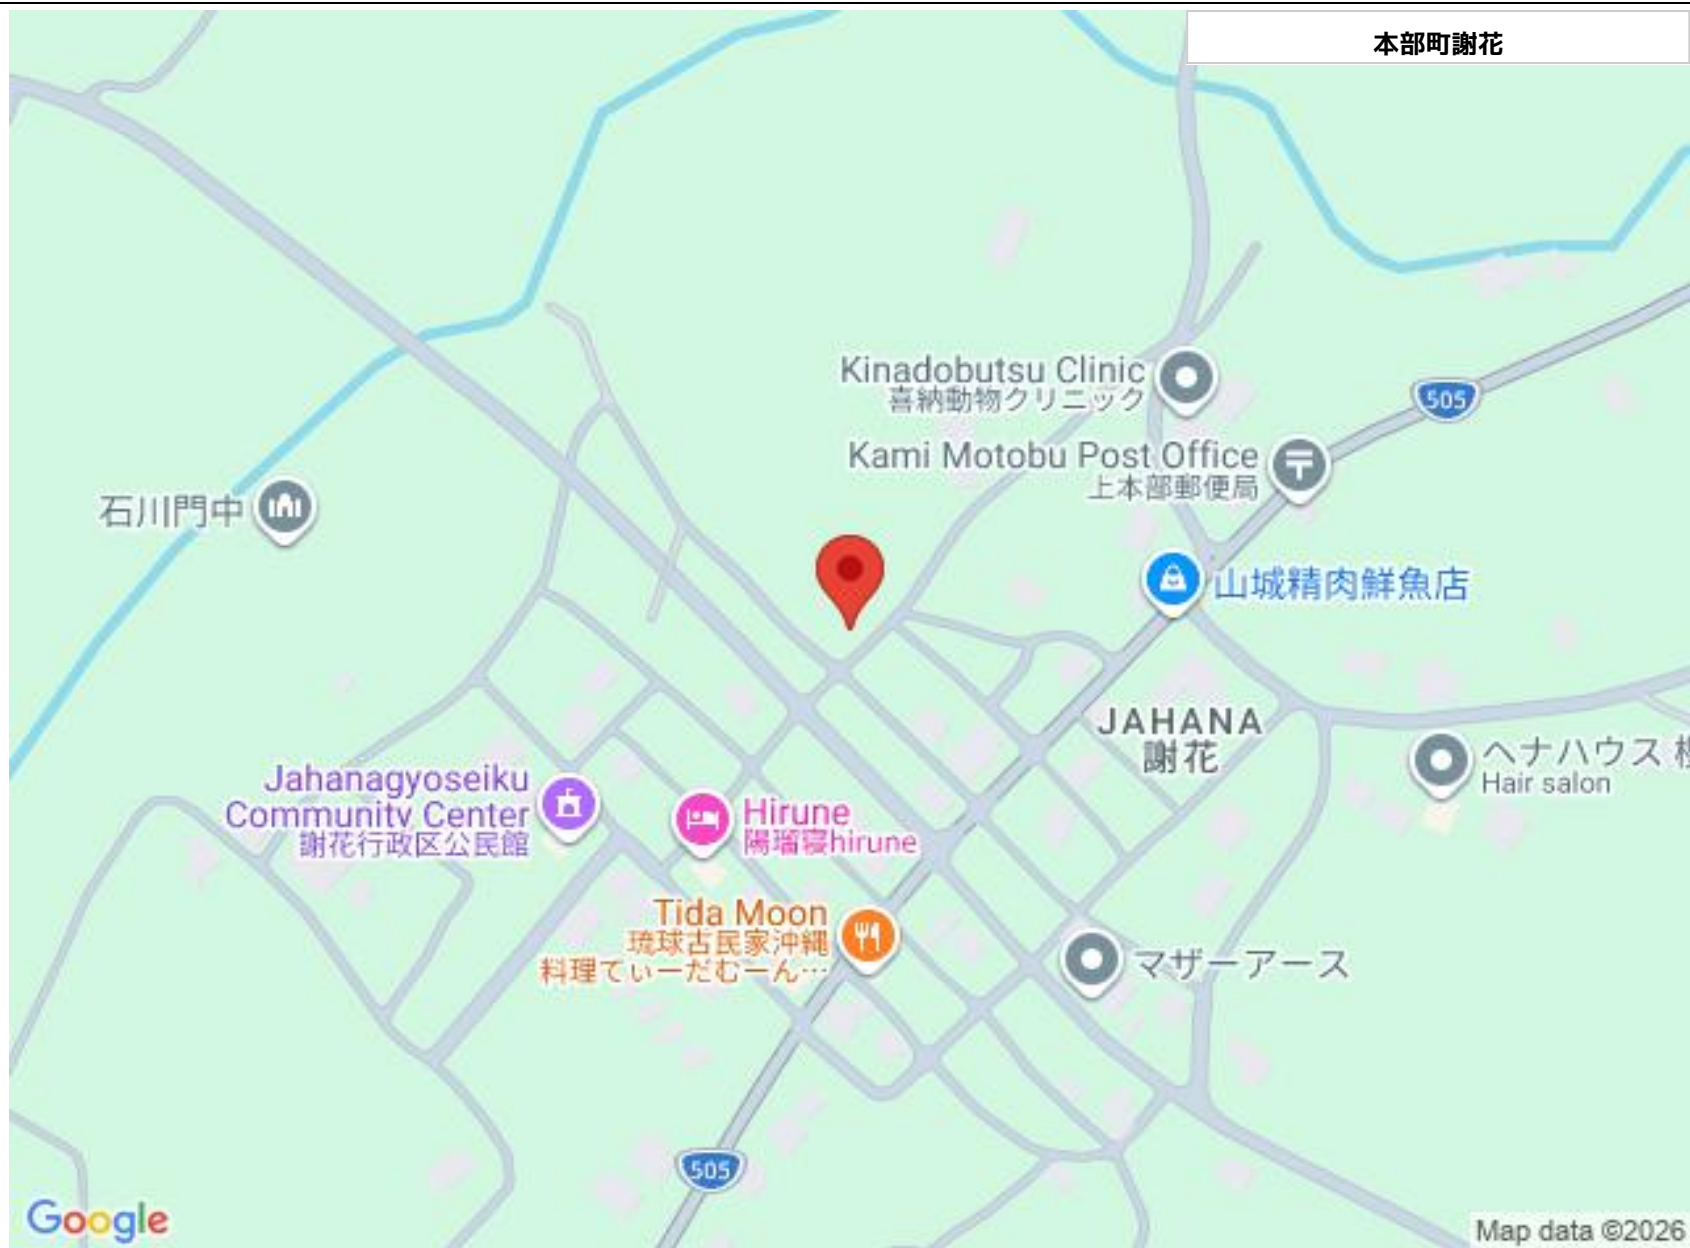 本部町謝花
Kinadobutsu Clinic
喜納動物クリニック
505
Kami Motobu Post Office
上本部郵便局
石川門中
山城精肉鮮魚店
JAHANA
謝花
ヘナハウス
Hair salon
Jahanagyoseiku
Community Center
謝花行政区公民館
Hirune
陽瑠寝hirune
Tida Moon
琉球古民家沖縄
料理てぃーだむーん…
マザーアース
505
Google
Map data ©2026